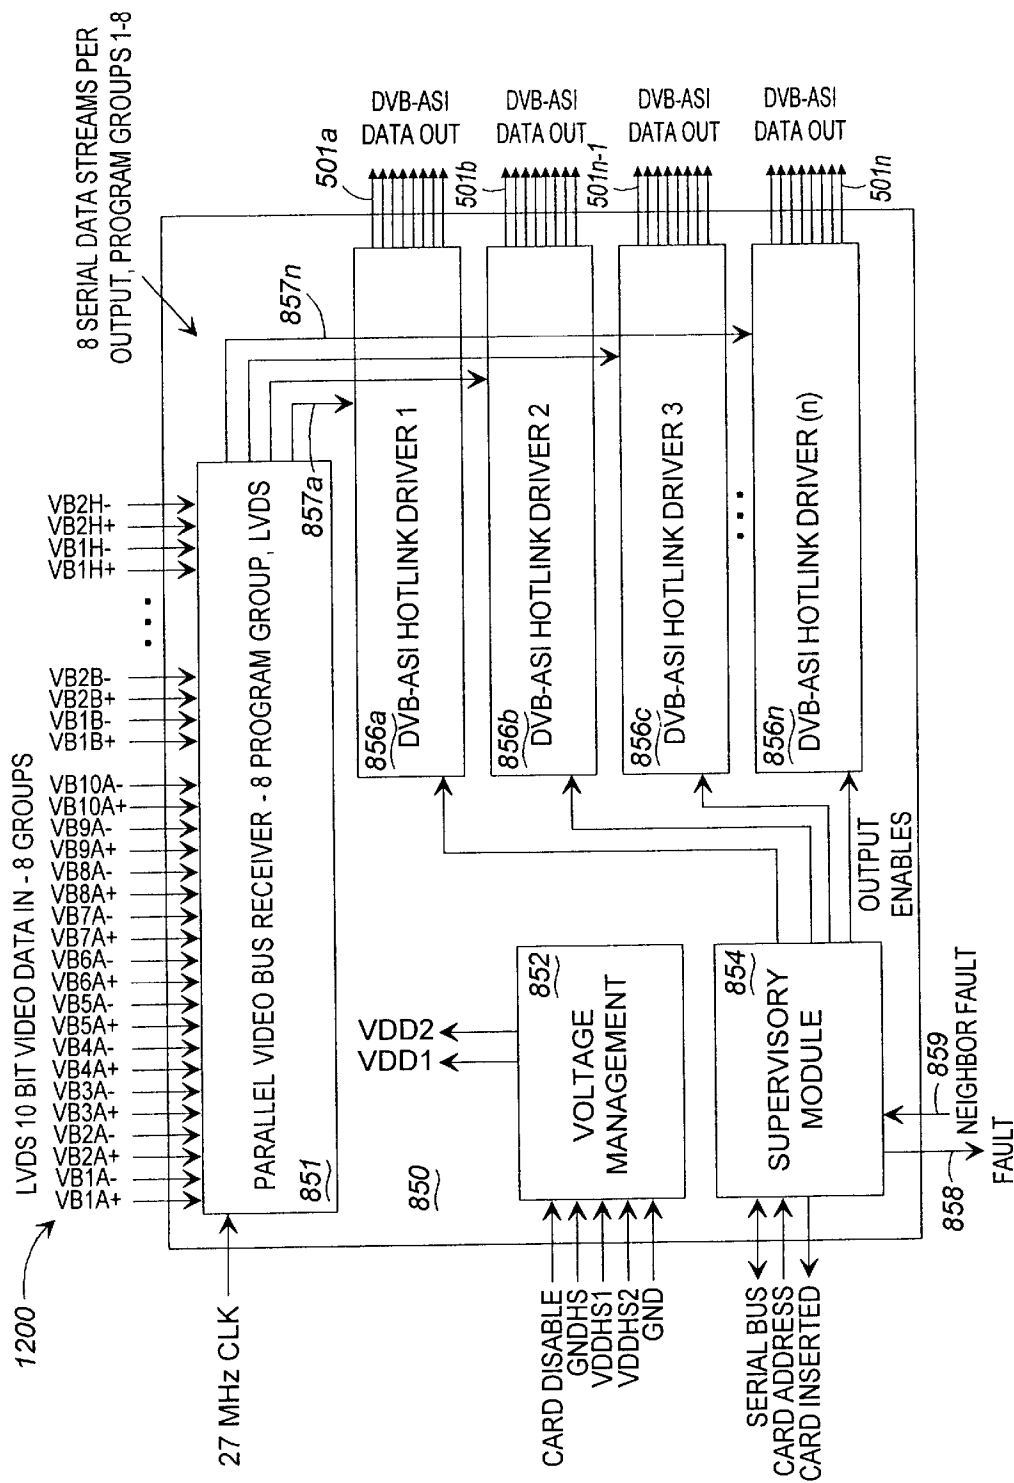 1200
LVDS 10 BIT VIDEO DATA IN - 8 GROUPS
VB1A+
VB1A-
VB2A+
VB2A-
VB3A+
VB3A-
VB4A+
VB4A-
VB5A+
VB5A-
VB6A+
VB6A-
VB7A+
VB7A-
VB8A+
VB8A-
VB9A+
VB9A-
VB10A+
VB10A-
VB1B+
VB1B-
VB2B+
VB2B-
...
VB1H+
VB1H-
VB2H+
VB2H-
8 SERIAL DATA STREAMS PER
OUTPUT, PROGRAM GROUPS 1-8
27 MHz CLK
PARALLEL VIDEO BUS RECEIVER - 8 PROGRAM GROUP, LVDS
851
857a
857n
850
VDD1
VDD2
CARD DISABLE
GNDHS
VDDHS1
VDDHS2
GND
852
VOLTAGE
MANAGEMENT
SERIAL BUS
CARD ADDRESS
CARD INSERTED
854
SUPERVISORY
MODULE
OUTPUT
ENABLES
858
FAULT
859
NEIGHBOR FAULT
856a
DVB-ASI HOTLINK DRIVER 1
501a
DVB-ASI
DATA OUT
856b
DVB-ASI HOTLINK DRIVER 2
501b
DVB-ASI
DATA OUT
856c
DVB-ASI HOTLINK DRIVER 3
501n-1
DVB-ASI
DATA OUT
...
856n
DVB-ASI HOTLINK DRIVER (n)
501n
DVB-ASI
DATA OUT